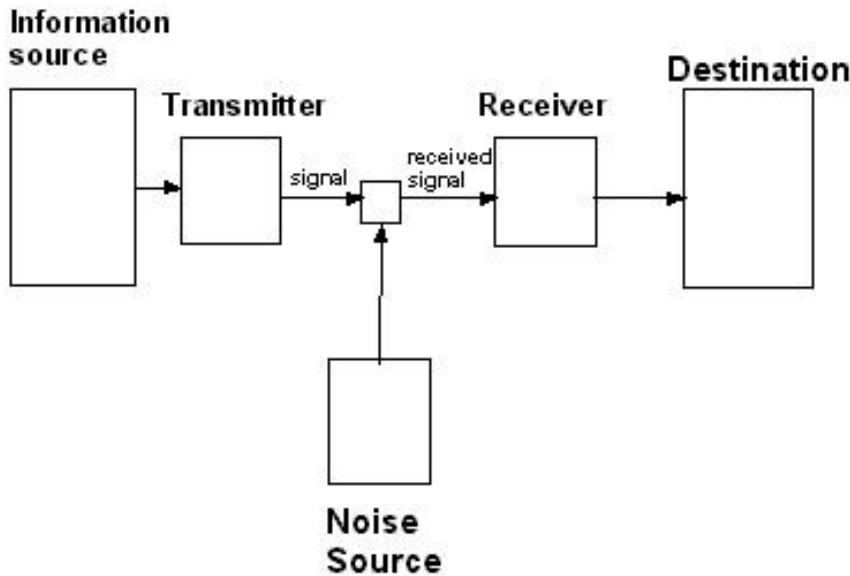 Information
source
Transmitter
Receiver
Destination
signal
received
signal
Noise
Source